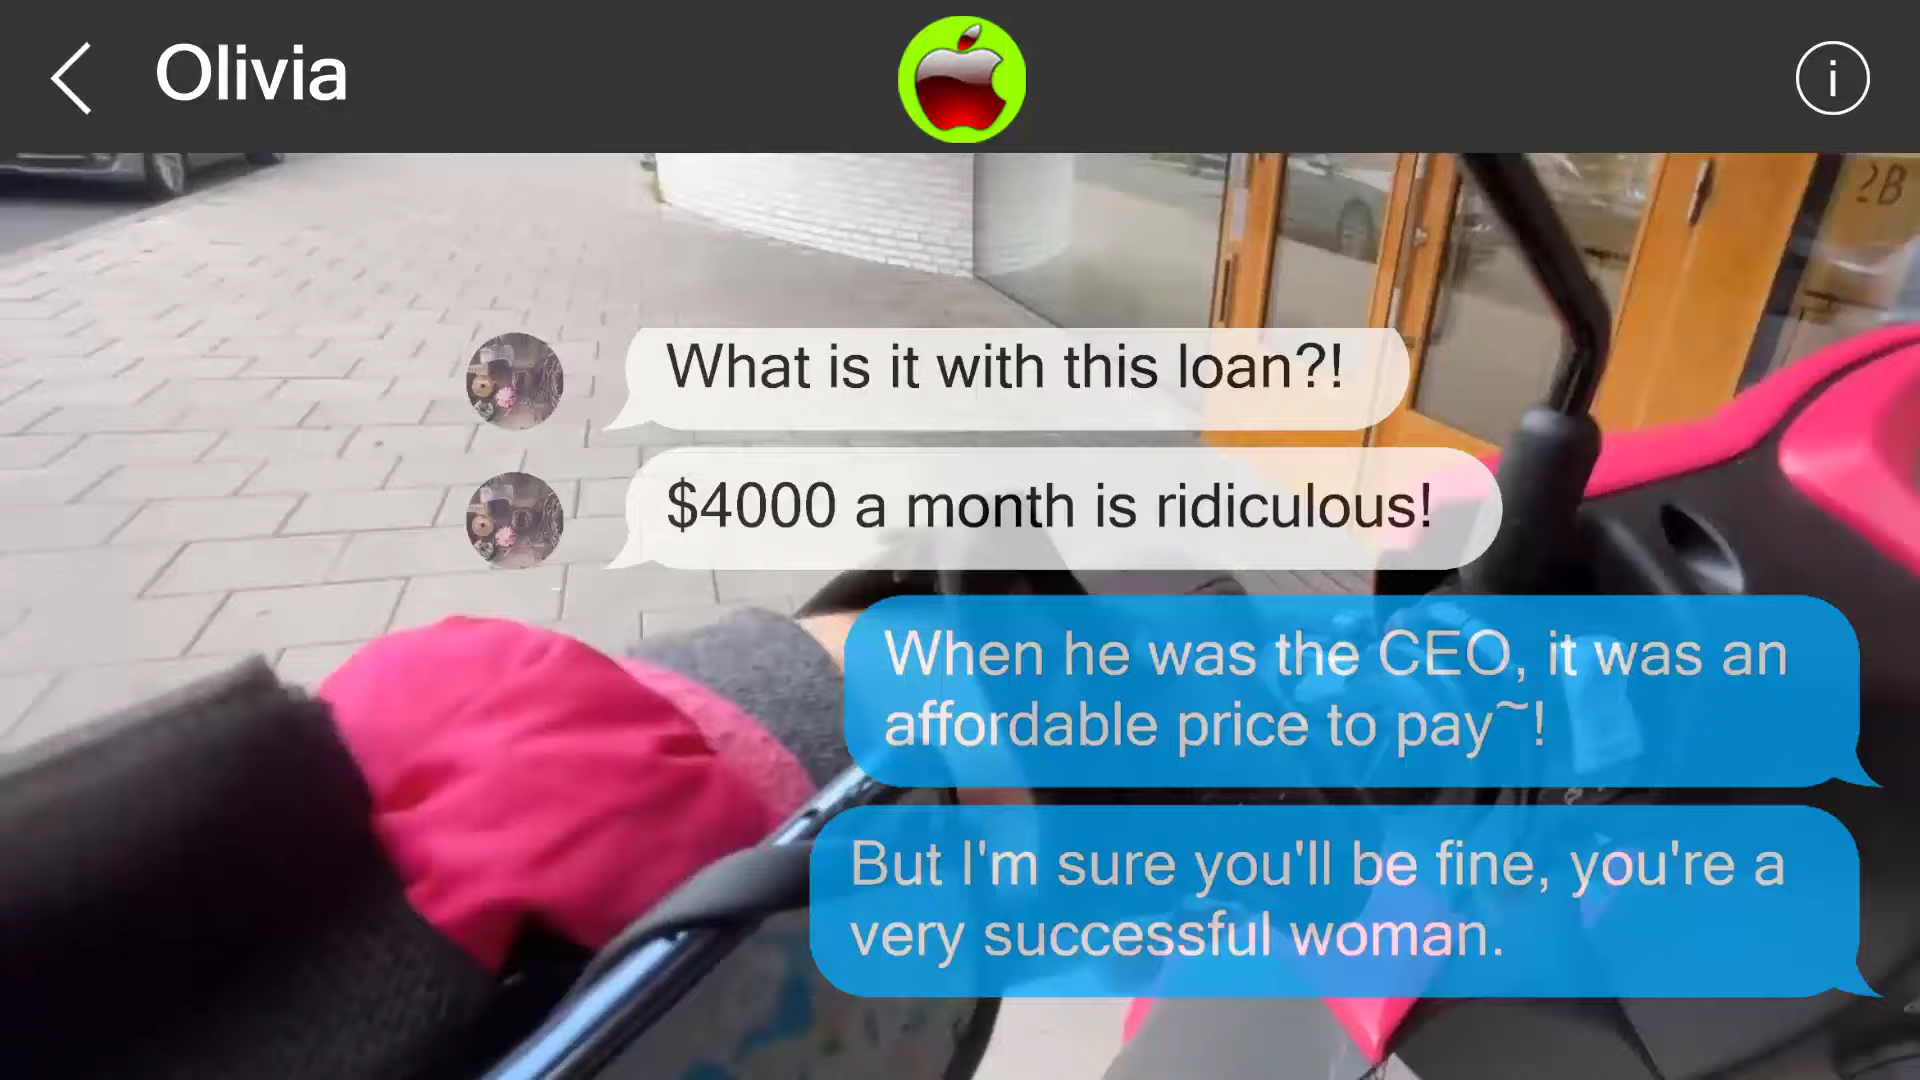 Olivia
i
2B
What is it with this loan?!
$4000 a month is ridiculous!
When he was the CEO, it was an
affordable price to pay~!
But I'm sure you'll be fine, you're a
very successful woman.